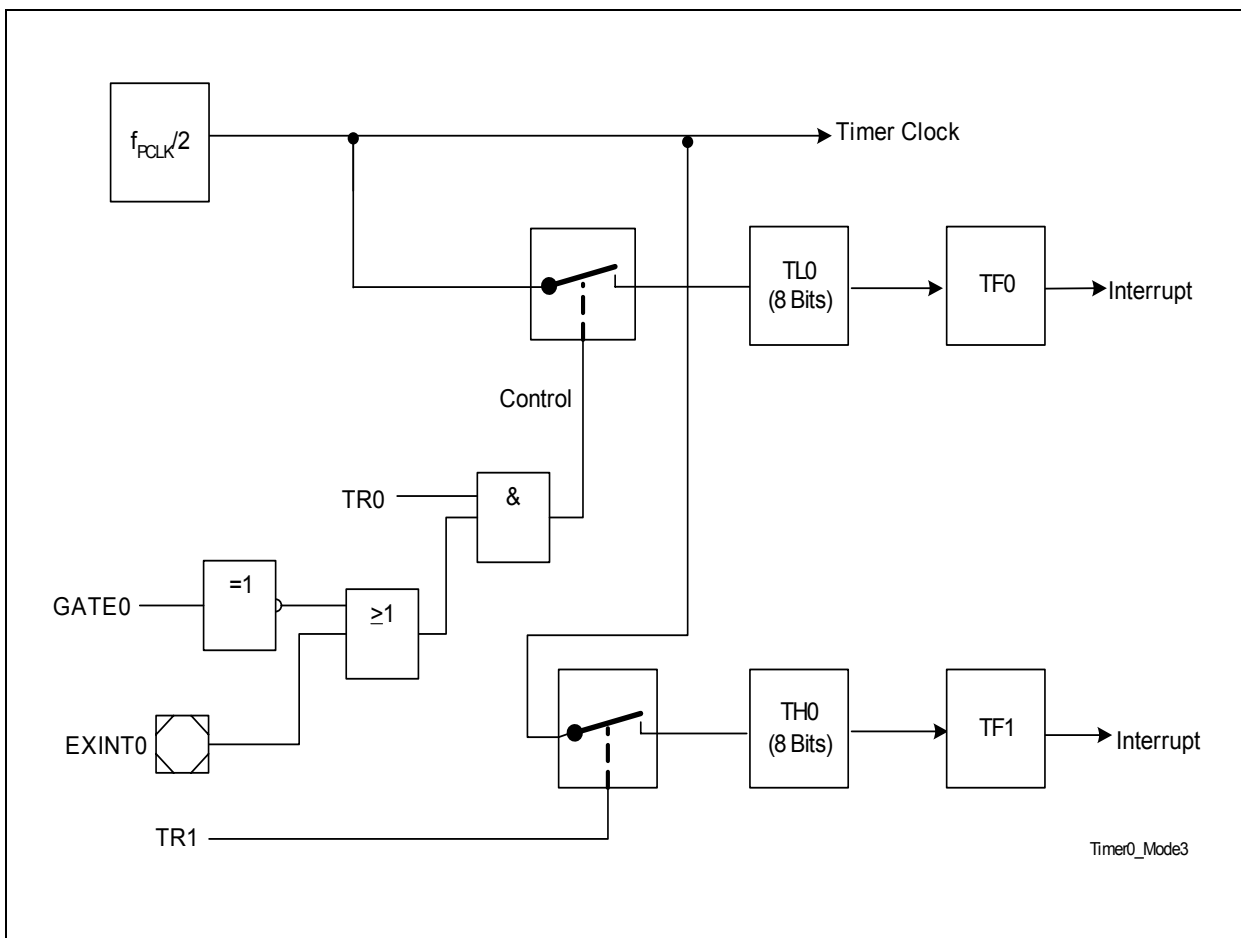 fPCLK/2
Timer Clock
TL0
(8 Bits)
TF0
Interrupt
Control
TR0
&
GATE0
=1
≥1
EXINT0
TH0
(8 Bits)
TF1
Interrupt
TR1
Timer0_Mode3